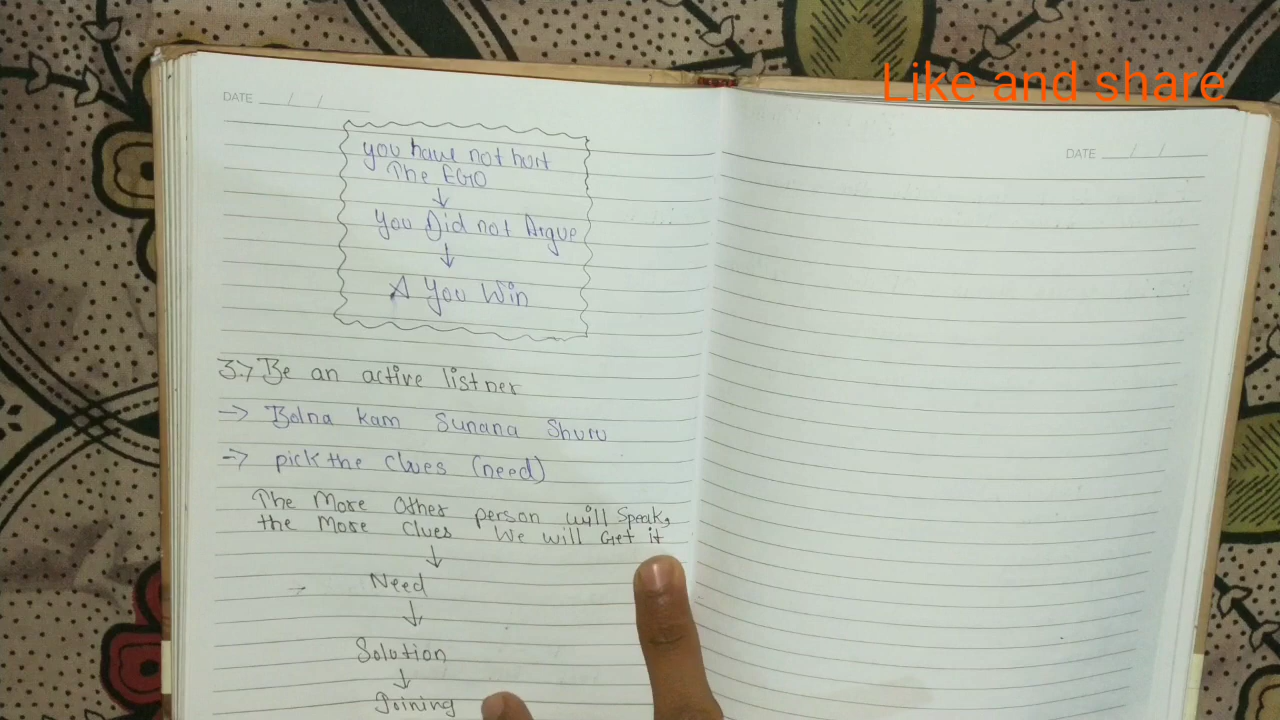 Like and share
DATE / /
you have not hurt
The EGO
↓
You Did not Argue
↓
You Win
3.> Be an active listner
-> Bolna kam Sunana Shuru
-> pick the clues (need)
The More Other person will Speak,
the More Clues We will Get it
↓
Need
↓
Solution
↓
Joining
DATE / /